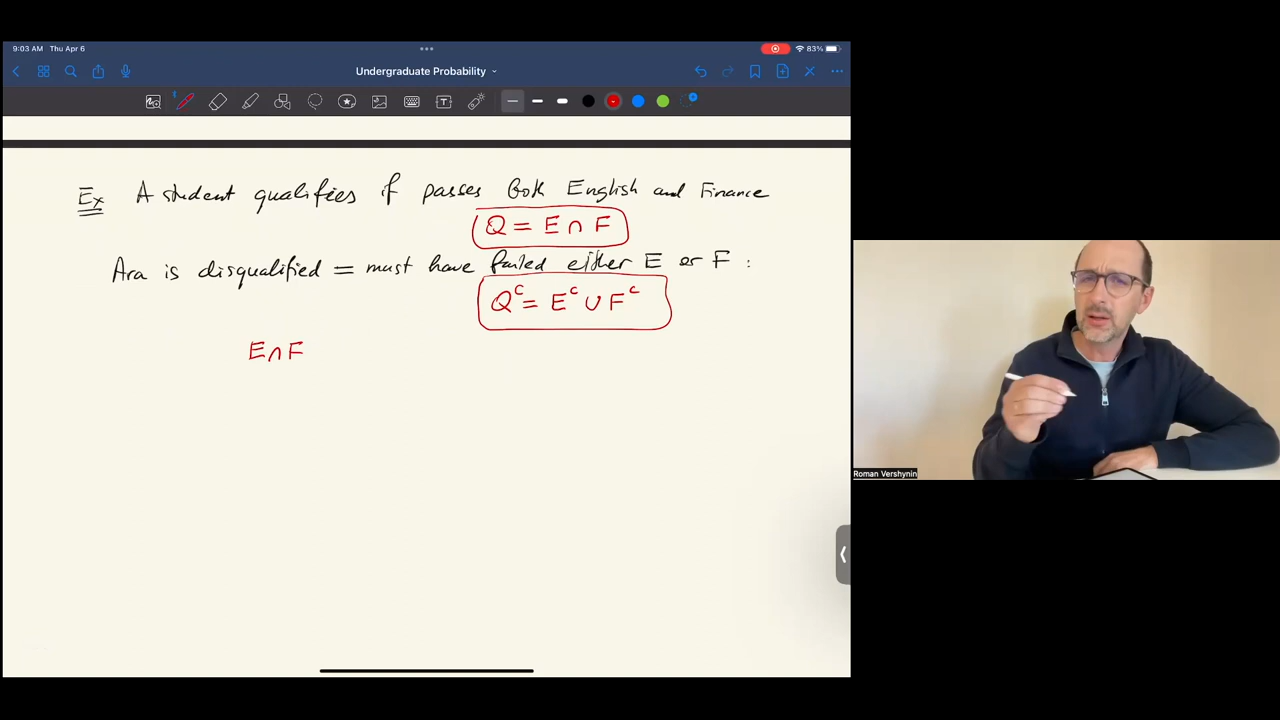 9:03 AM Thu Apr 6
83%
Undergraduate Probability
Ex A student qualifies if passes both English and Finance
Q = E ∩ F
Ara is disqualified = must have failed either E or F :
Qᶜ = Eᶜ ∪ Fᶜ
E ∩ F
Roman Vershynin